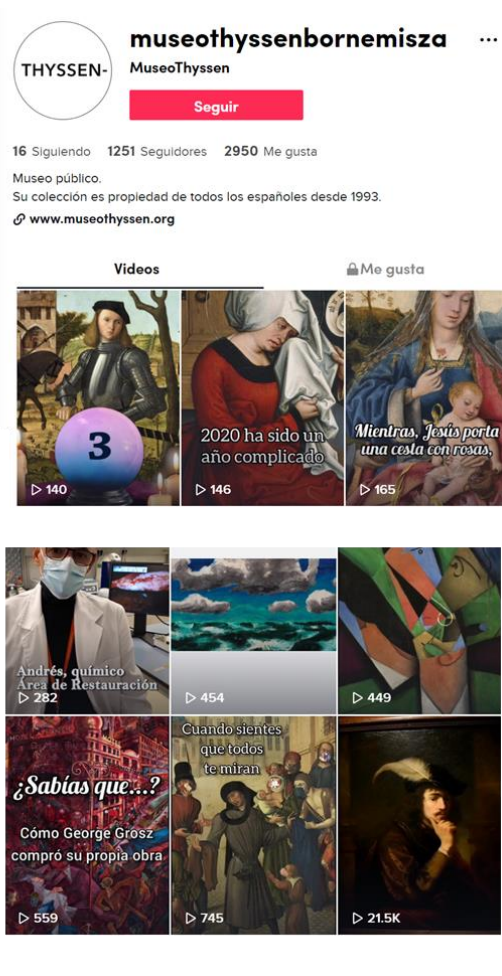 museothyssenbornemisza
...
THYSSEN-
MuseoThyssen
Seguir
16 Siguiendo 1251 Seguidores 2950 Me gusta
Museo público.
Su colección es propiedad de todos los españoles desde 1993.
www.museothyssen.org
Videos
Me gusta
3
140
2020 ha sido un
año complicado
146
Mientras, Jesús porta
una cesta con rosas,
165
Andrés, químico
Área de Restauración
282
454
449
¿Sabías que...?
Cómo George Grosz
compró su propia obra
559
Cuando sientes
que todos
te miran
745
21.5K